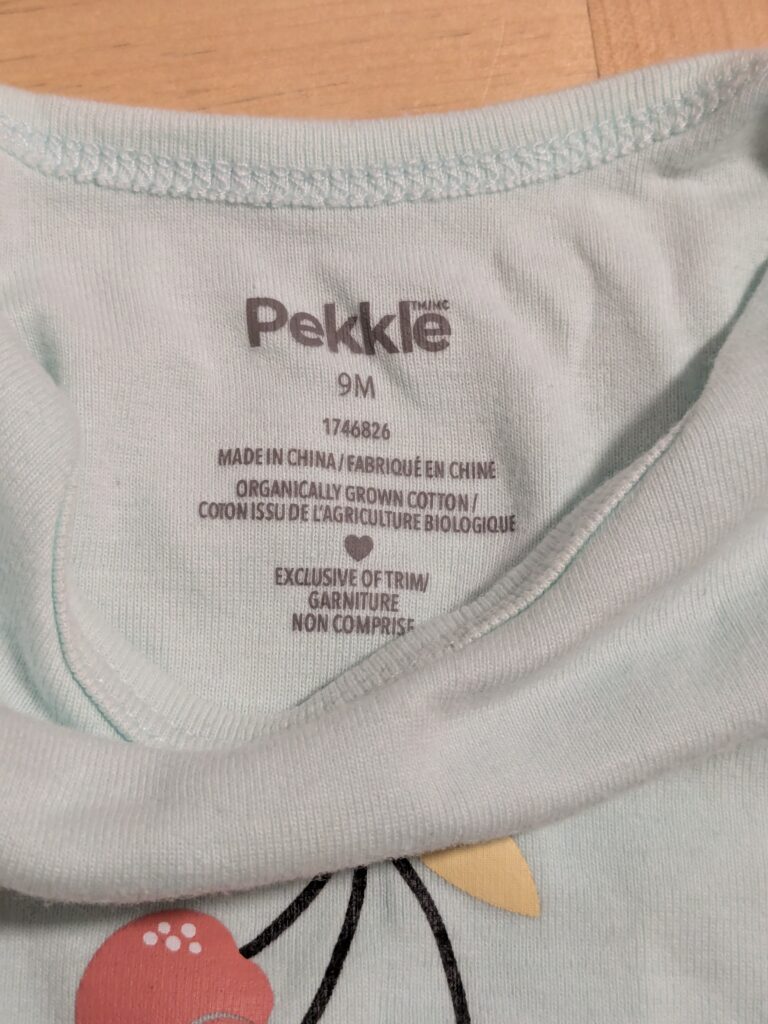 Pekkle TM/MC
9M
1746826
MADE IN CHINA/FABRIQUÉ EN CHINE
ORGANICALLY GROWN COTTON/
COTON ISSU DE L'AGRICULTURE BIOLOGIQUE
EXCLUSIVE OF TRIM/
GARNITURE
NON COMPRISE